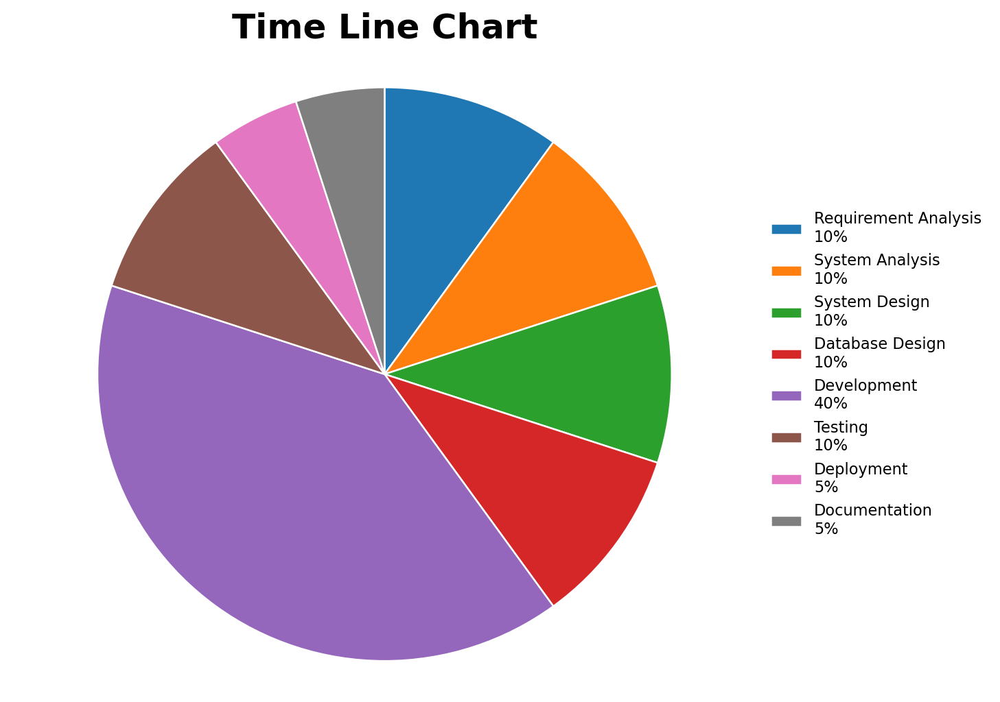 Time Line Chart
Requirement Analysis
10%
System Analysis
10%
System Design
10%
Database Design
10%
Development
40%
Testing
10%
Deployment
5%
Documentation
5%